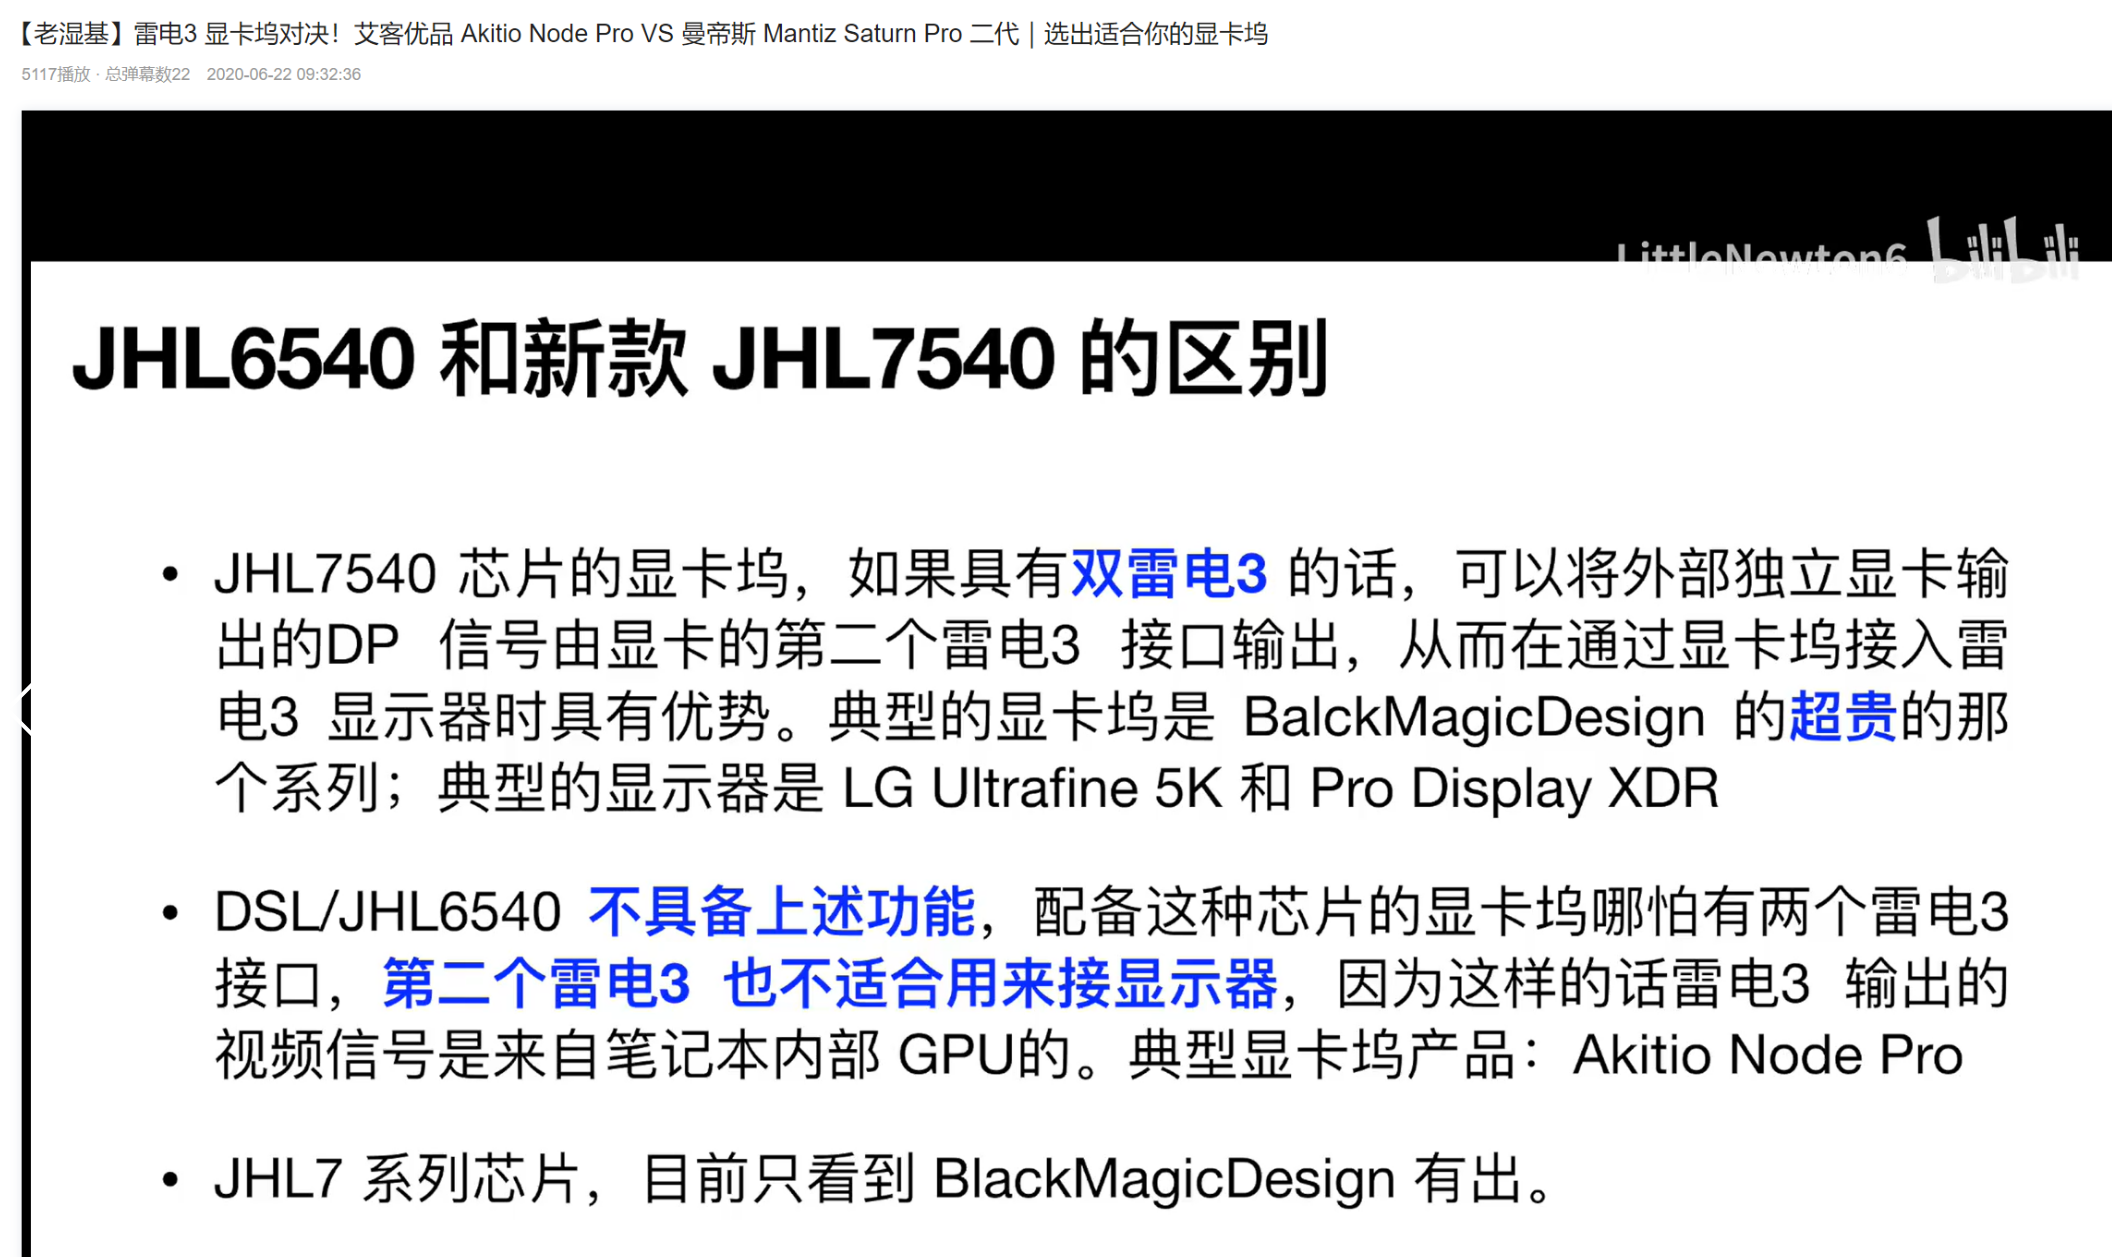 【老湿基】雷电3 显卡坞对决！艾客优品 Akitio Node Pro VS 曼帝斯 Mantiz Saturn Pro 二代｜选出适合你的显卡坞
5117播放 · 总弹幕数22 2020-06-22 09:32:36
LittleNewton6 bilibili
JHL6540 和新款 JHL7540 的区别
• JHL7540 芯片的显卡坞，如果具有双雷电3 的话，可以将外部独立显卡输
出的DP 信号由显卡的第二个雷电3 接口输出，从而在通过显卡坞接入雷
电3 显示器时具有优势。典型的显卡坞是 BalckMagicDesign 的超贵的那
个系列；典型的显示器是 LG Ultrafine 5K 和 Pro Display XDR
• DSL/JHL6540 不具备上述功能，配备这种芯片的显卡坞哪怕有两个雷电3
接口，第二个雷电3 也不适合用来接显示器，因为这样的话雷电3 输出的
视频信号是来自笔记本内部 GPU的。典型显卡坞产品：Akitio Node Pro
• JHL7 系列芯片，目前只看到 BlackMagicDesign 有出。